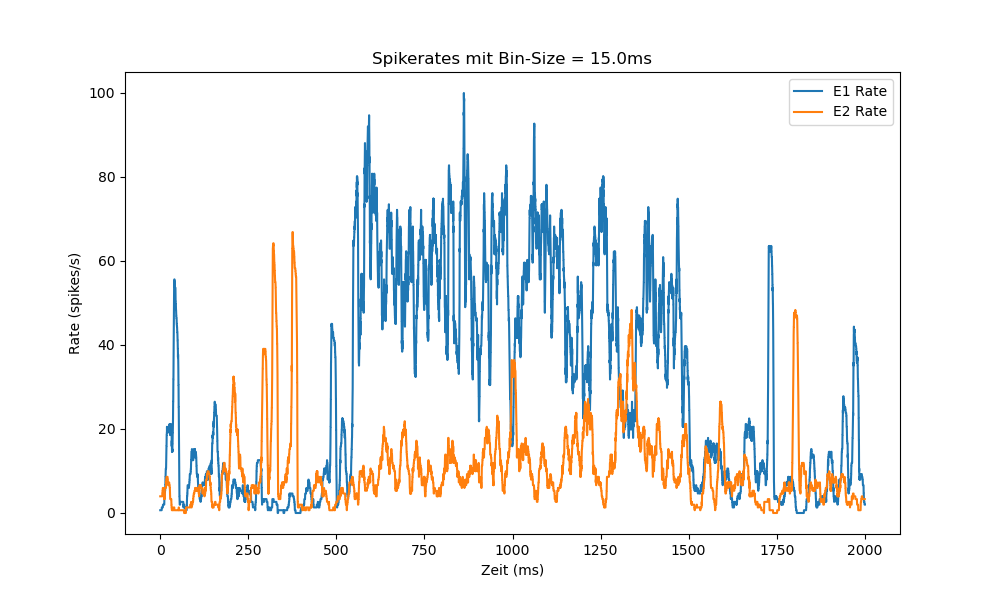 Spikerates mit Bin-Size = 15.0ms
E1 Rate
E2 Rate
100
80
60
40
20
0
Rate (spikes/s)
0 250 500 750 1000 1250 1500 1750 2000
Zeit (ms)